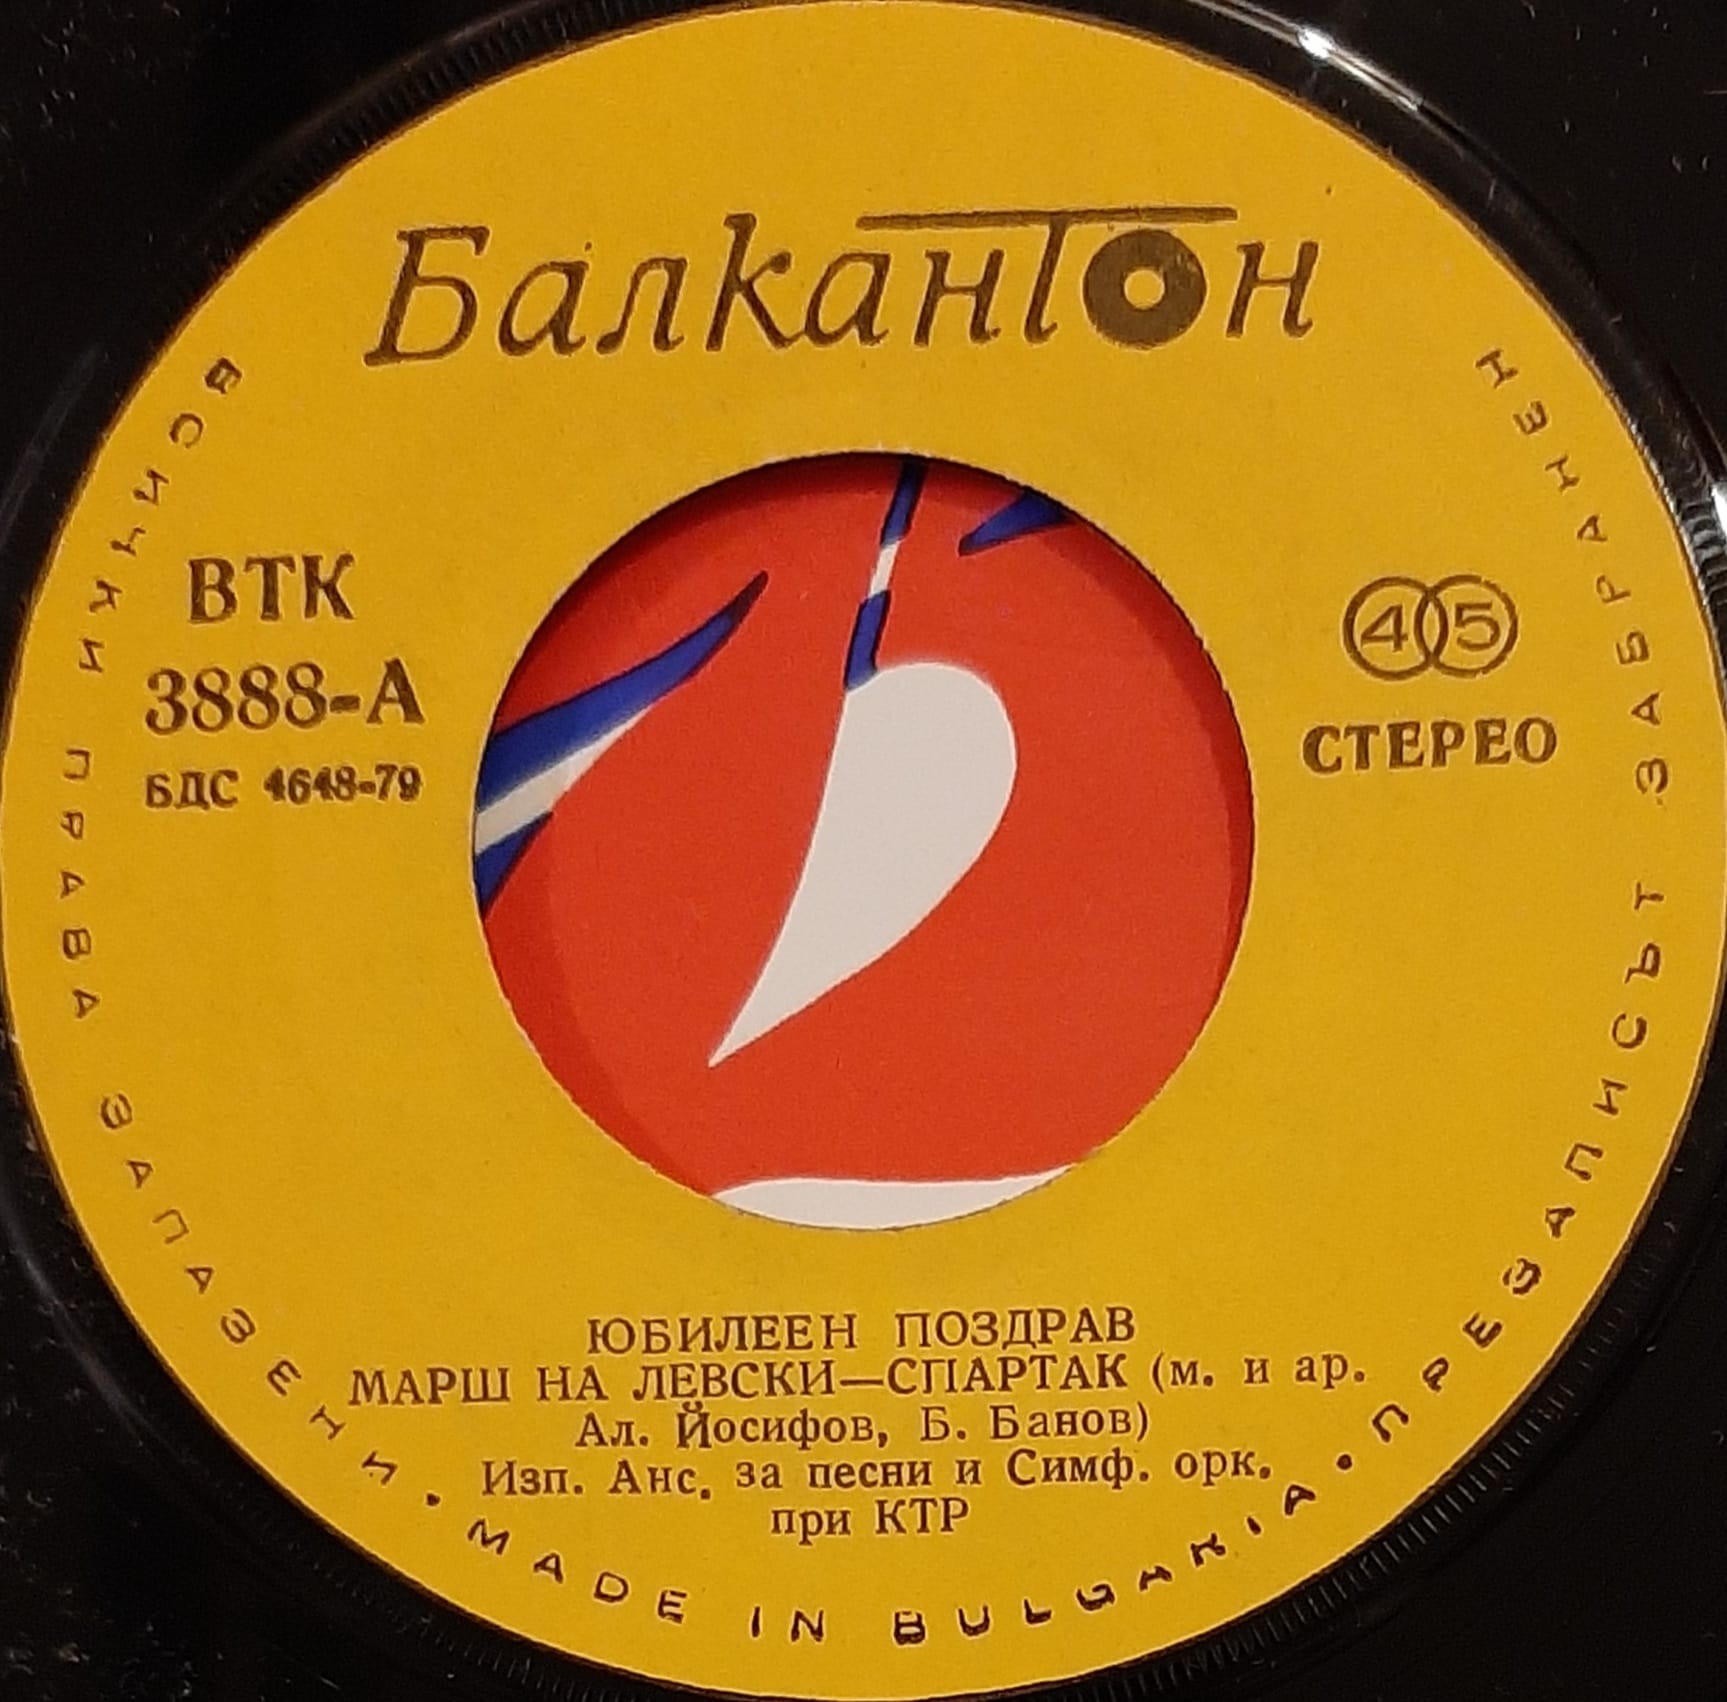 Балкантон
ВТК
3888-А
БДС 4648-79
45
СТЕРЕО
ЮБИЛЕЕН ПОЗДРАВ
МАРШ НА ЛЕВСКИ—СПАРТАК (м. и ар.
Ал. Йосифов, Б. Банов)
Изп. Анс. за песни и Симф. орк.
при КТР
ВСИЧКИ ПРАВА ЗАПАЗЕНИ • MADE IN BULGARIA • ПРЕЗАПИСЪТ ЗАБРАНЕН